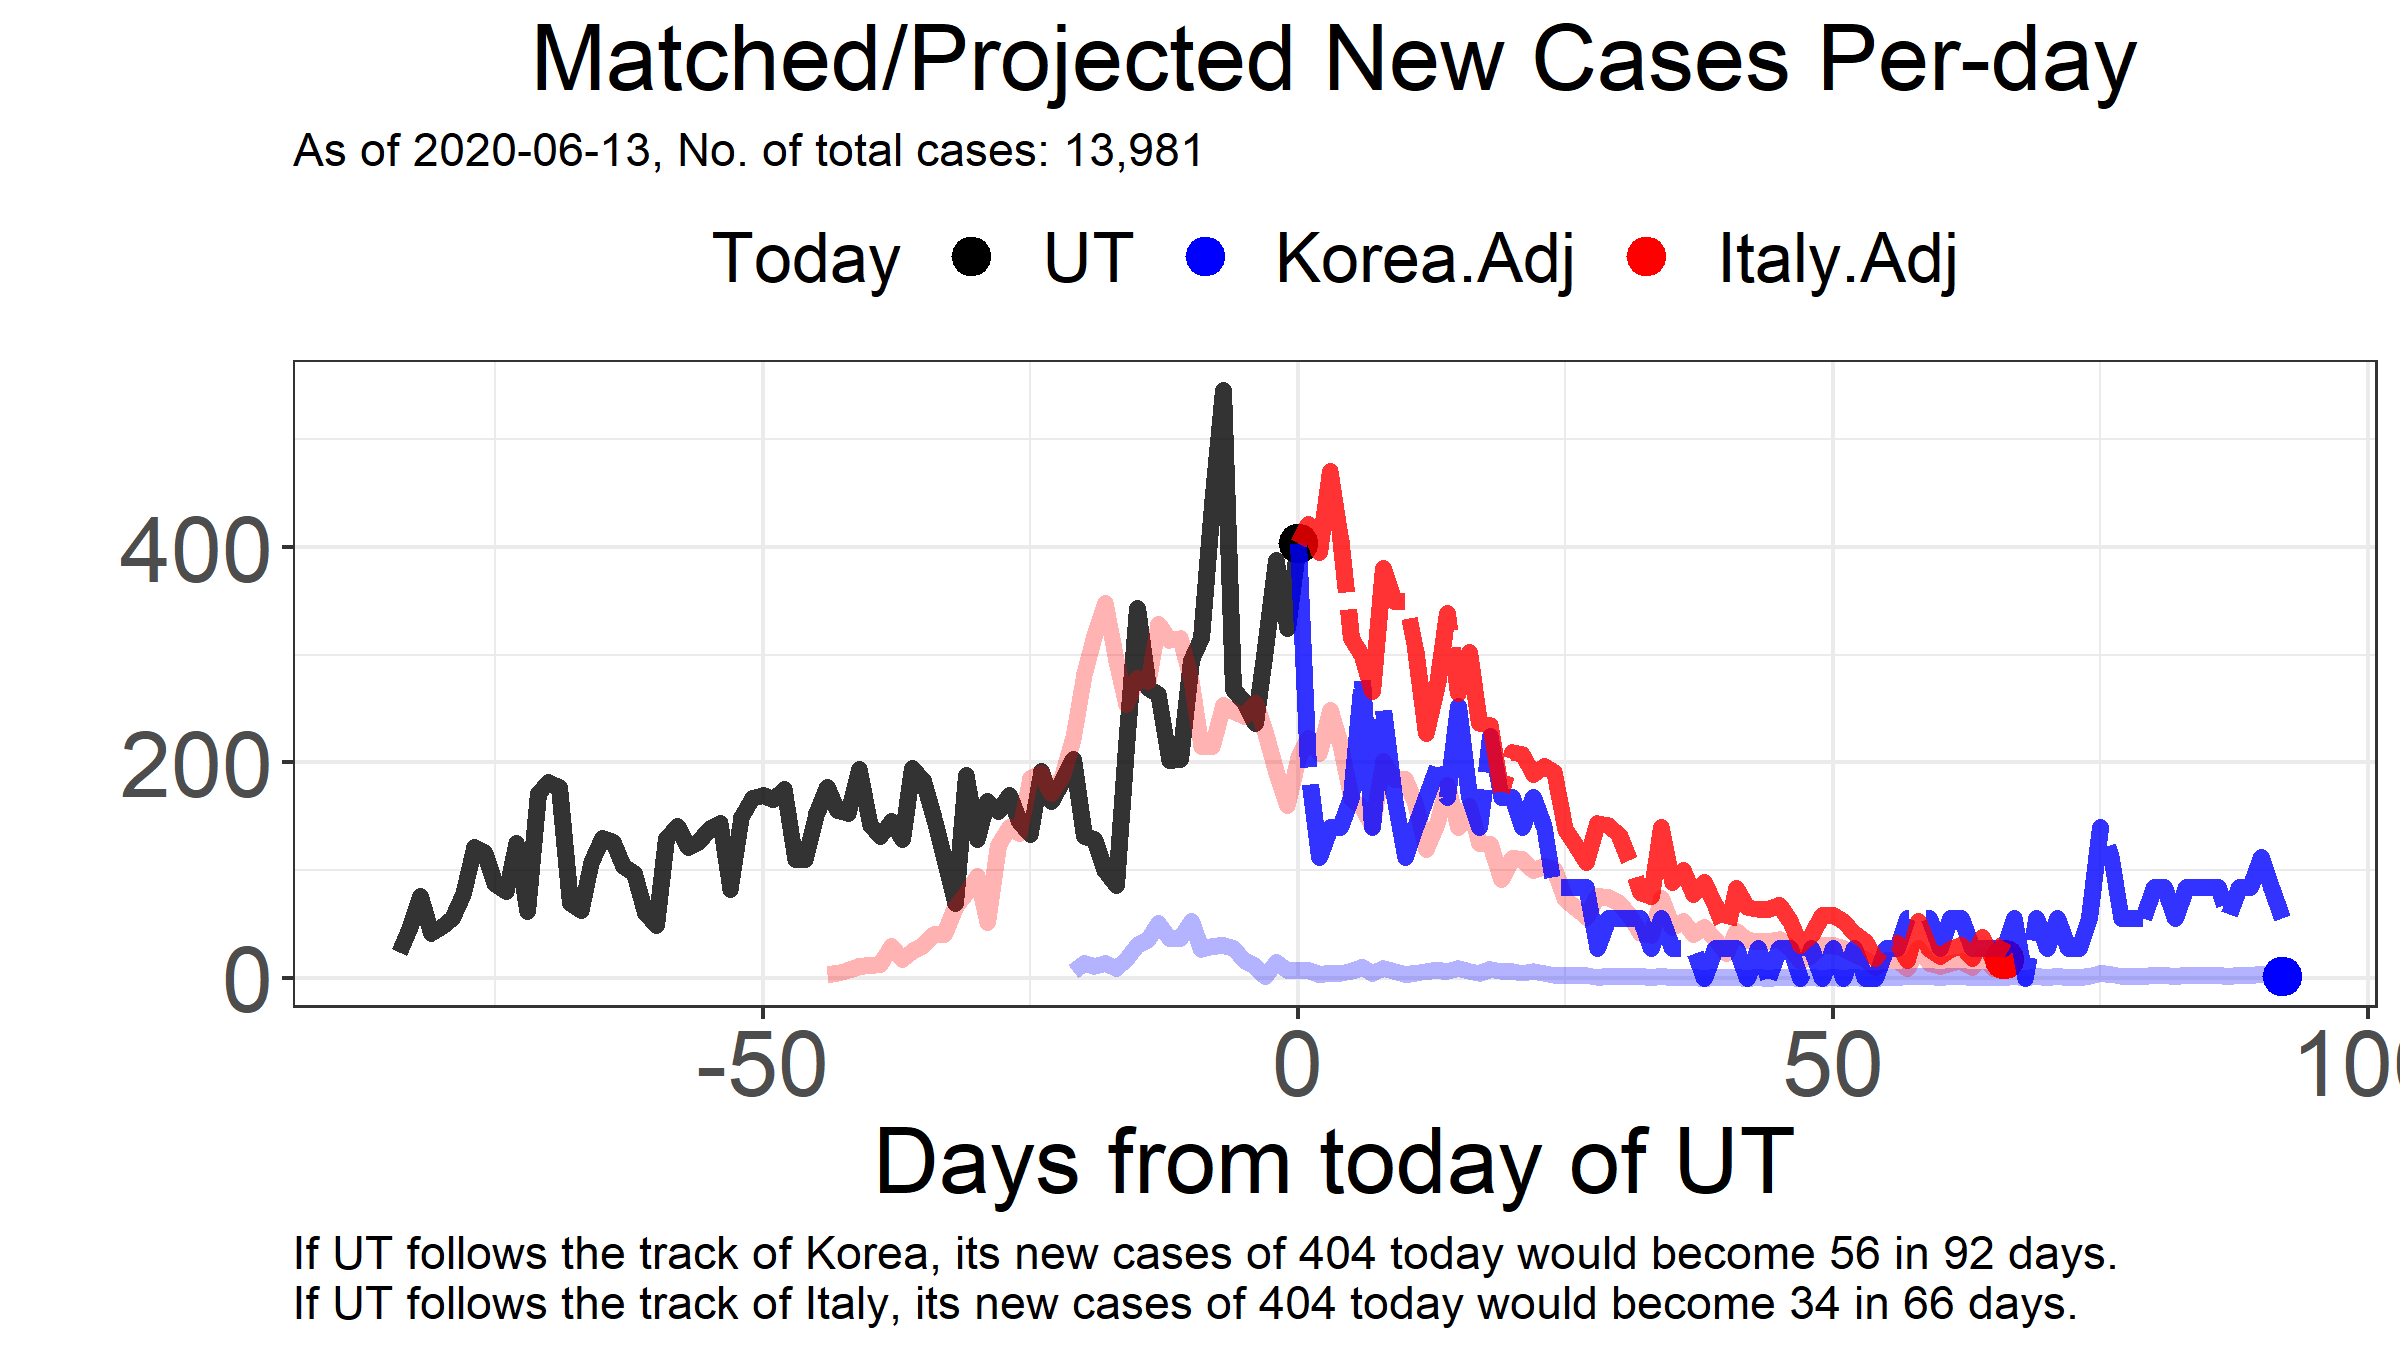 Matched/Projected New Cases Per-day
As of 2020-06-13, No. of total cases: 13,981
Today UT Korea.Adj Italy.Adj
400
200
0
-50 0 50 100
Days from today of UT
If UT follows the track of Korea, its new cases of 404 today would become 56 in 92 days.
If UT follows the track of Italy, its new cases of 404 today would become 34 in 66 days.